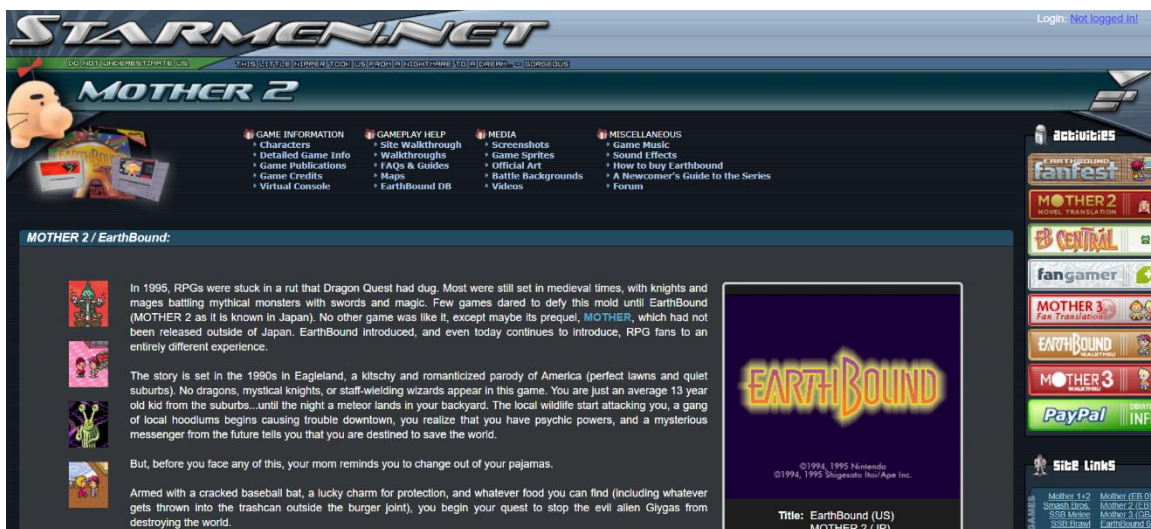 STARMEN.NET
Login: Not logged in!
DO NOT UNDERESTIMATE US
THIS LITTLE NIPPER TOOK US FROM A NIGHTMARE TO A DREAM... - GORGEOUS
MOTHER 2
GAME INFORMATION
Characters
Detailed Game Info
Game Publications
Game Credits
Virtual Console
GAMEPLAY HELP
Site Walkthrough
Walkthroughs
FAQs & Guides
Maps
EarthBound DB
MEDIA
Screenshots
Game Sprites
Official Art
Battle Backgrounds
Videos
MISCELLANEOUS
Game Music
Sound Effects
How to buy Earthbound
A Newcomer's Guide to the Series
Forum
MOTHER 2 / EarthBound:
In 1995, RPGs were stuck in a rut that Dragon Quest had dug. Most were still set in medieval times, with knights and
mages battling mythical monsters with swords and magic. Few games dared to defy this mold until EarthBound
(MOTHER 2 as it is known in Japan). No other game was like it, except maybe its prequel, MOTHER, which had not
been released outside of Japan. EarthBound introduced, and even today continues to introduce, RPG fans to an
entirely different experience.
The story is set in the 1990s in Eagleland, a kitschy and romanticized parody of America (perfect lawns and quiet
suburbs). No dragons, mystical knights, or staff-wielding wizards appear in this game. You are just an average 13 year
old kid from the suburbs...until the night a meteor lands in your backyard. The local wildlife start attacking you, a gang
of local hoodlums begins causing trouble downtown, you realize that you have psychic powers, and a mysterious
messenger from the future tells you that you are destined to save the world.
But, before you face any of this, your mom reminds you to change out of your pajamas.
Armed with a cracked baseball bat, a lucky charm for protection, and whatever food you can find (including whatever
gets thrown into the trashcan outside the burger joint), you begin your quest to stop the evil alien Giygas from
destroying the world.
EARTHBOUND
©1994, 1995 Nintendo
©1994, 1995 Shigesato Itoi/Ape Inc.
Title: EarthBound (US)
MOTHER 2 (JP)
activities
EARTHBOUND
fanfest
MOTHER 2
NOVEL TRANSLATION
EB CENTRAL
fangamer
MOTHER 3
Fan Translation
EARTHBOUND
WALKTHRU
MOTHER 3
WALKTHRU
PayPal
INF
Site Links
GAMES
Mother 1+2
Smash Bros.
SSB Melee
SSB Brawl
Mother (EB 0)
Mother 2 (EB)
Mother 3 (GBA
Earthbound 6